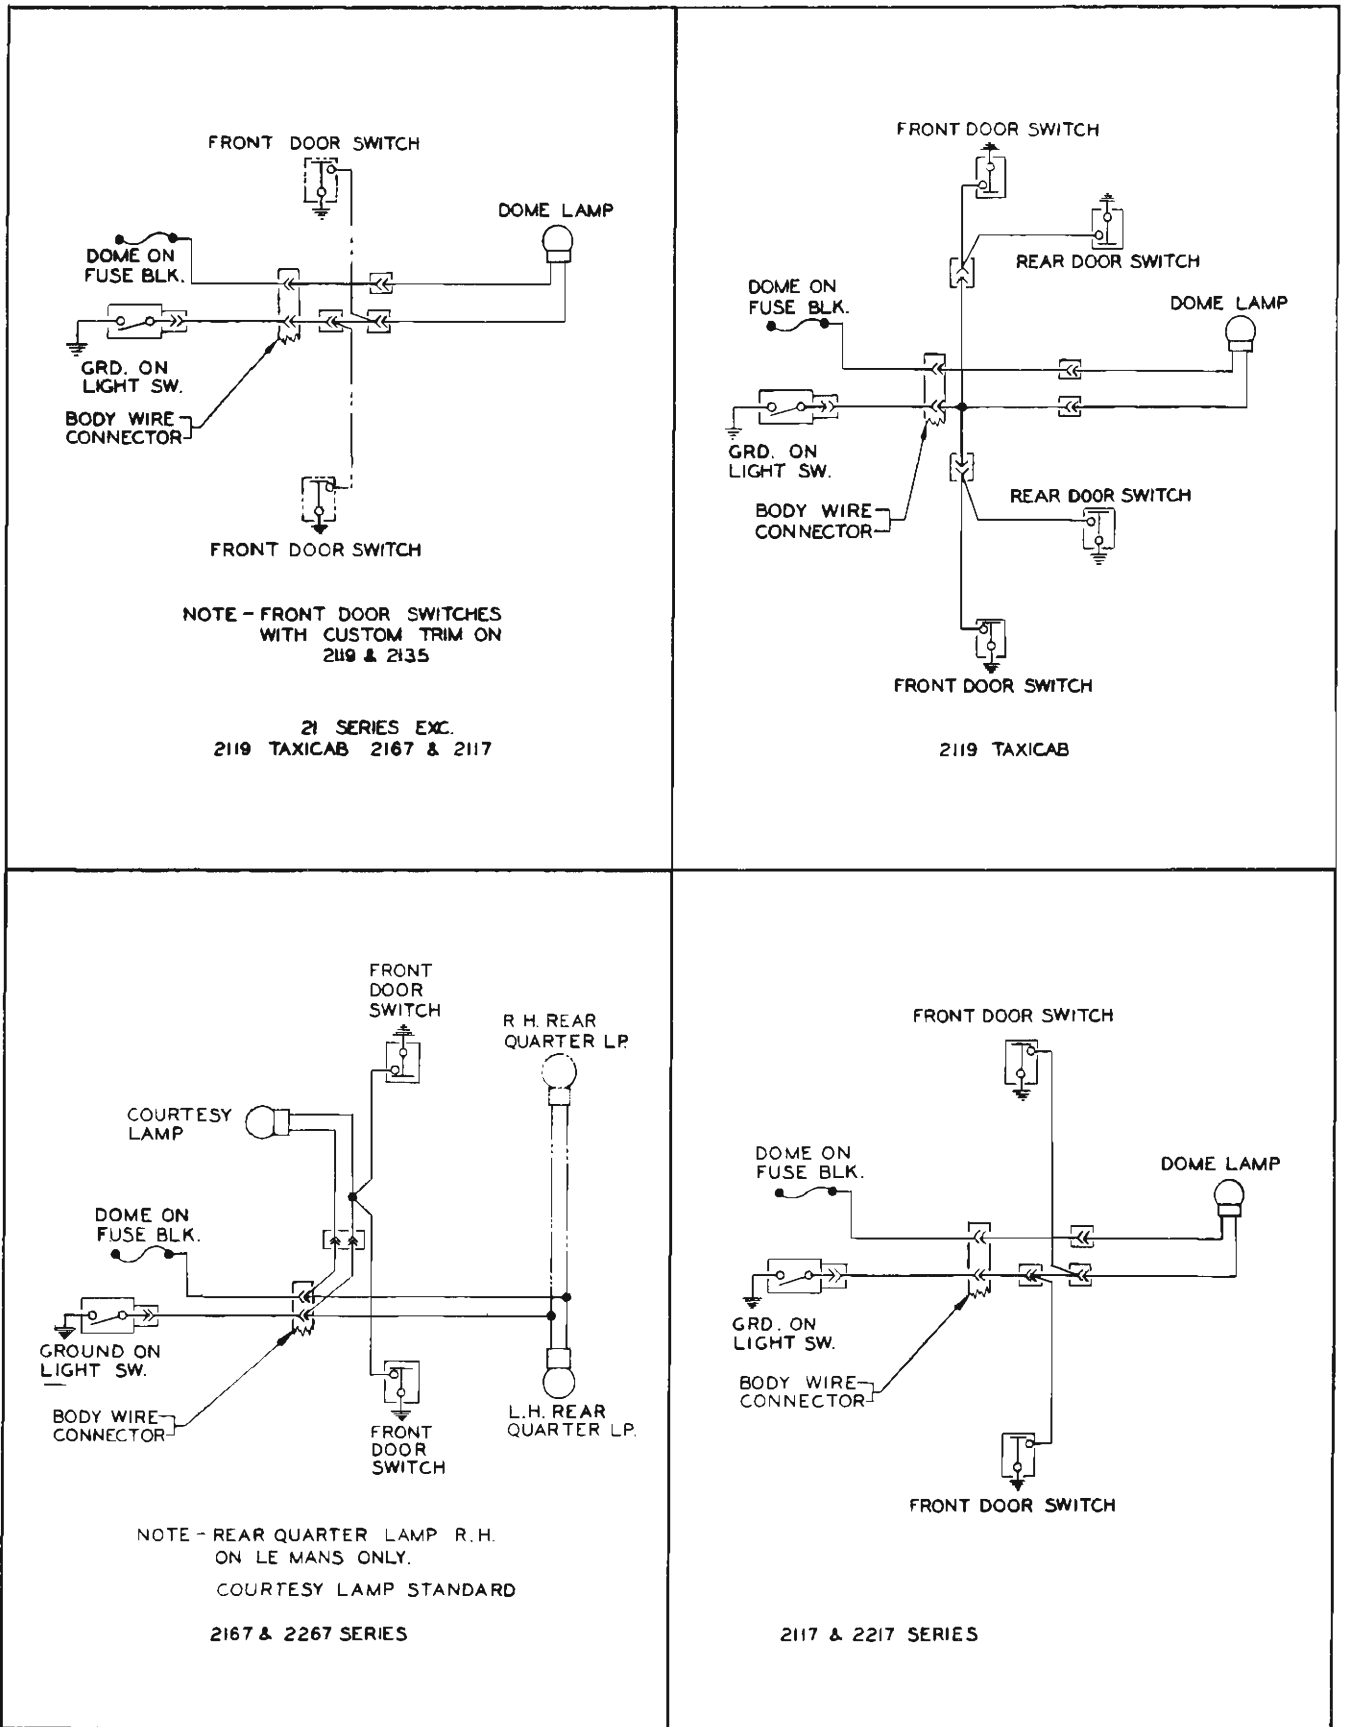 FRONT DOOR SWITCH
DOME LAMP
DOME ON
FUSE BLK.
GRD. ON
LIGHT SW.
BODY WIRE
CONNECTOR
FRONT DOOR SWITCH
NOTE - FRONT DOOR SWITCHES
WITH CUSTOM TRIM ON
2119 & 2135
21 SERIES EXC.
2119 TAXICAB 2167 & 2117
FRONT DOOR SWITCH
REAR DOOR SWITCH
DOME ON
FUSE BLK.
DOME LAMP
GRD. ON
LIGHT SW.
REAR DOOR SWITCH
BODY WIRE
CONNECTOR
FRONT DOOR SWITCH
2119 TAXICAB
FRONT
DOOR
SWITCH
R H. REAR
QUARTER LP.
COURTESY
LAMP
DOME ON
FUSE BLK.
GROUND ON
LIGHT SW.
BODY WIRE
CONNECTOR
L.H. REAR
QUARTER LP.
FRONT
DOOR
SWITCH
NOTE - REAR QUARTER LAMP R.H.
ON LE MANS ONLY.
COURTESY LAMP STANDARD
2167 & 2267 SERIES
FRONT DOOR SWITCH
DOME ON
FUSE BLK.
DOME LAMP
GRD. ON
LIGHT SW.
BODY WIRE
CONNECTOR
FRONT DOOR SWITCH
2117 & 2217 SERIES